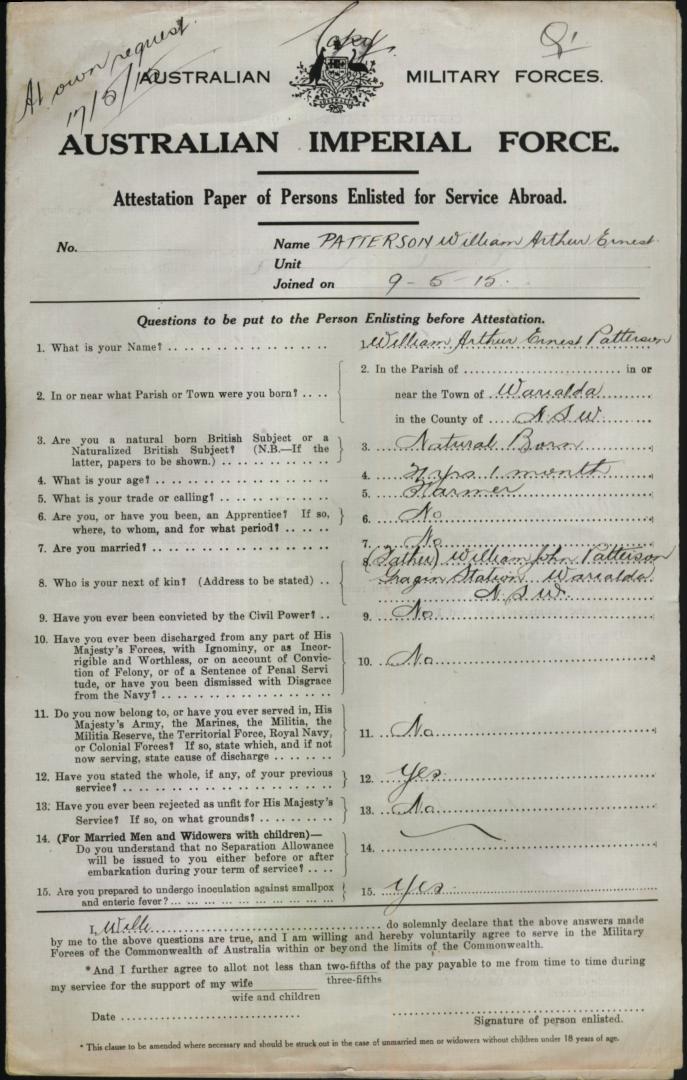 Copy.
At own request
17/5/15
AUSTRALIAN MILITARY FORCES.
AUSTRALIAN IMPERIAL FORCE.
Attestation Paper of Persons Enlisted for Service Abroad.
No. Name PATTERSON William Arthur Ernest
Unit
Joined on 9-5-15.
Questions to be put to the Person Enlisting before Attestation.
1. What is your Name? 1. William Arthur Ernest Patterson
2. In or near what Parish or Town were you born? 2. In the Parish of in or
near the Town of Warialda
in the County of N.S.W.
3. Are you a natural born British Subject or a
Naturalized British Subject? (N.B.—If the
latter, papers to be shown.) 3. Natural Born
4. What is your age? 4. yrs 1 month
5. What is your trade or calling? 5. Farmer
6. Are you, or have you been, an Apprentice? If so,
where, to whom, and for what period? 6. No
7. Are you married? 7. No
8. Who is your next of kin? (Address to be stated) 8. (Father) William John Patterson
Gragin Station Warialda
N.S.W.
9. Have you ever been convicted by the Civil Power? 9. No
10. Have you ever been discharged from any part of His
Majesty's Forces, with Ignominy, or as Incor-
rigible and Worthless, or on account of Convic-
tion of Felony, or of a Sentence of Penal Servi
tude, or have you been dismissed with Disgrace
from the Navy? 10. No
11. Do you now belong to, or have you ever served in, His
Majesty's Army, the Marines, the Militia, the
Militia Reserve, the Territorial Force, Royal Navy,
or Colonial Forces? If so, state which, and if not
now serving, state cause of discharge 11. No
12. Have you stated the whole, if any, of your previous
service? 12. Yes
13. Have you ever been rejected as unfit for His Majesty's
Service? If so, on what grounds? 13. No
14. (For Married Men and Widowers with children)—
Do you understand that no Separation Allowance
will be issued to you either before or after
embarkation during your term of service? 14.
15. Are you prepared to undergo inoculation against smallpox
and enteric fever? 15. Yes
I, Will do solemnly declare that the above answers made
by me to the above questions are true, and I am willing and hereby voluntarily agree to serve in the Military
Forces of the Commonwealth of Australia within or beyond the limits of the Commonwealth.
*And I further agree to allot not less than two-fifths of the pay payable to me from time to time during
three-fifths
my service for the support of my wife
wife and children
Date
Signature of person enlisted.
* This clause to be amended where necessary and should be struck out in the case of unmarried men or widowers without children under 18 years of age.